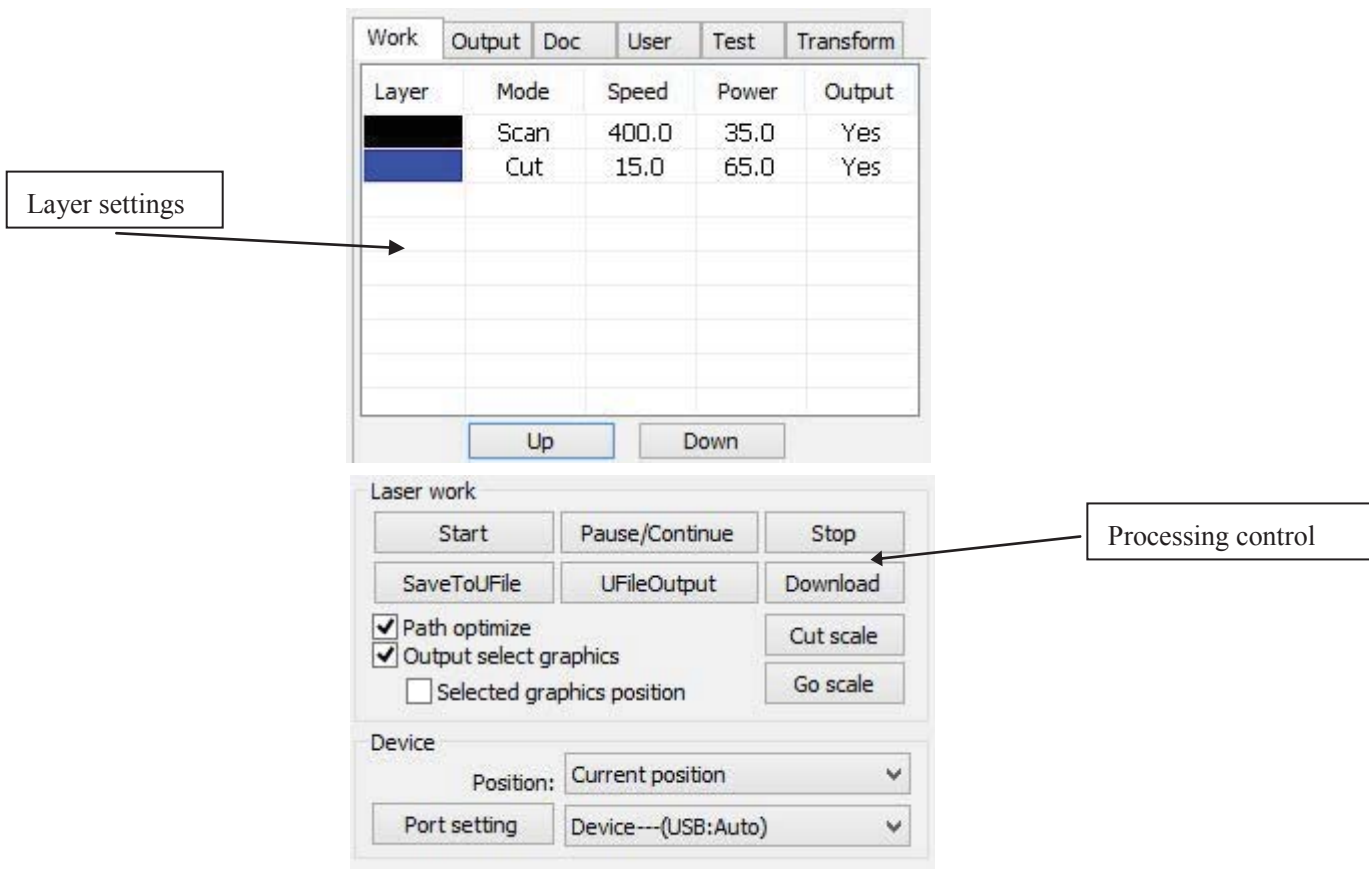 Work Output Doc User Test Transform
Layer Mode Speed Power Output
Scan 400.0 35.0 Yes
Cut 15.0 65.0 Yes
Layer settings
Up Down
Laser work
Start Pause/Continue Stop
Processing control
SaveToUFile UFileOutput Download
Path optimize Cut scale
Output select graphics
Selected graphics position Go scale
Device
Position: Current position
Port setting Device---(USB:Auto)